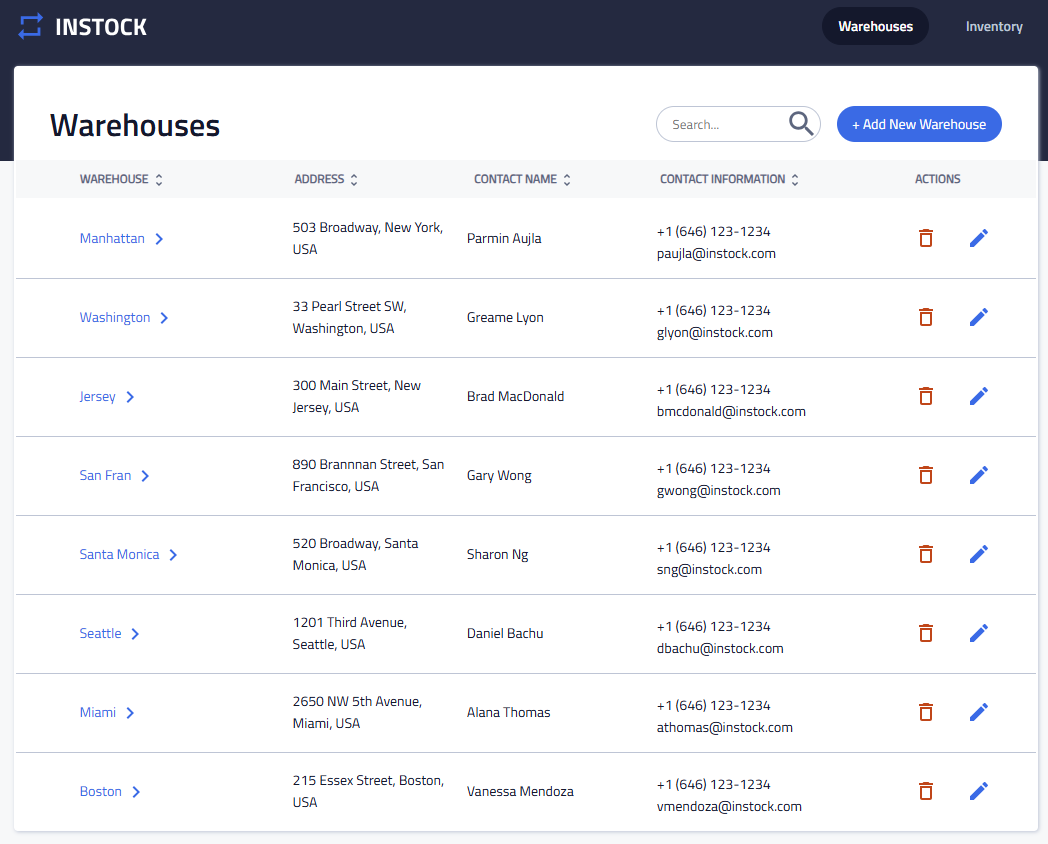 INSTOCK
Warehouses
Inventory
Warehouses
Search...
+ Add New Warehouse
WAREHOUSE
ADDRESS
CONTACT NAME
CONTACT INFORMATION
ACTIONS
Manhattan
503 Broadway, New York,
USA
Parmin Aujla
+1 (646) 123-1234
paujla@instock.com
Washington
33 Pearl Street SW,
Washington, USA
Greame Lyon
+1 (646) 123-1234
glyon@instock.com
Jersey
300 Main Street, New
Jersey, USA
Brad MacDonald
+1 (646) 123-1234
bmcdonald@instock.com
San Fran
890 Brannnan Street, San
Francisco, USA
Gary Wong
+1 (646) 123-1234
gwong@instock.com
Santa Monica
520 Broadway, Santa
Monica, USA
Sharon Ng
+1 (646) 123-1234
sng@instock.com
Seattle
1201 Third Avenue,
Seattle, USA
Daniel Bachu
+1 (646) 123-1234
dbachu@instock.com
Miami
2650 NW 5th Avenue,
Miami, USA
Alana Thomas
+1 (646) 123-1234
athomas@instock.com
Boston
215 Essex Street, Boston,
USA
Vanessa Mendoza
+1 (646) 123-1234
vmendoza@instock.com